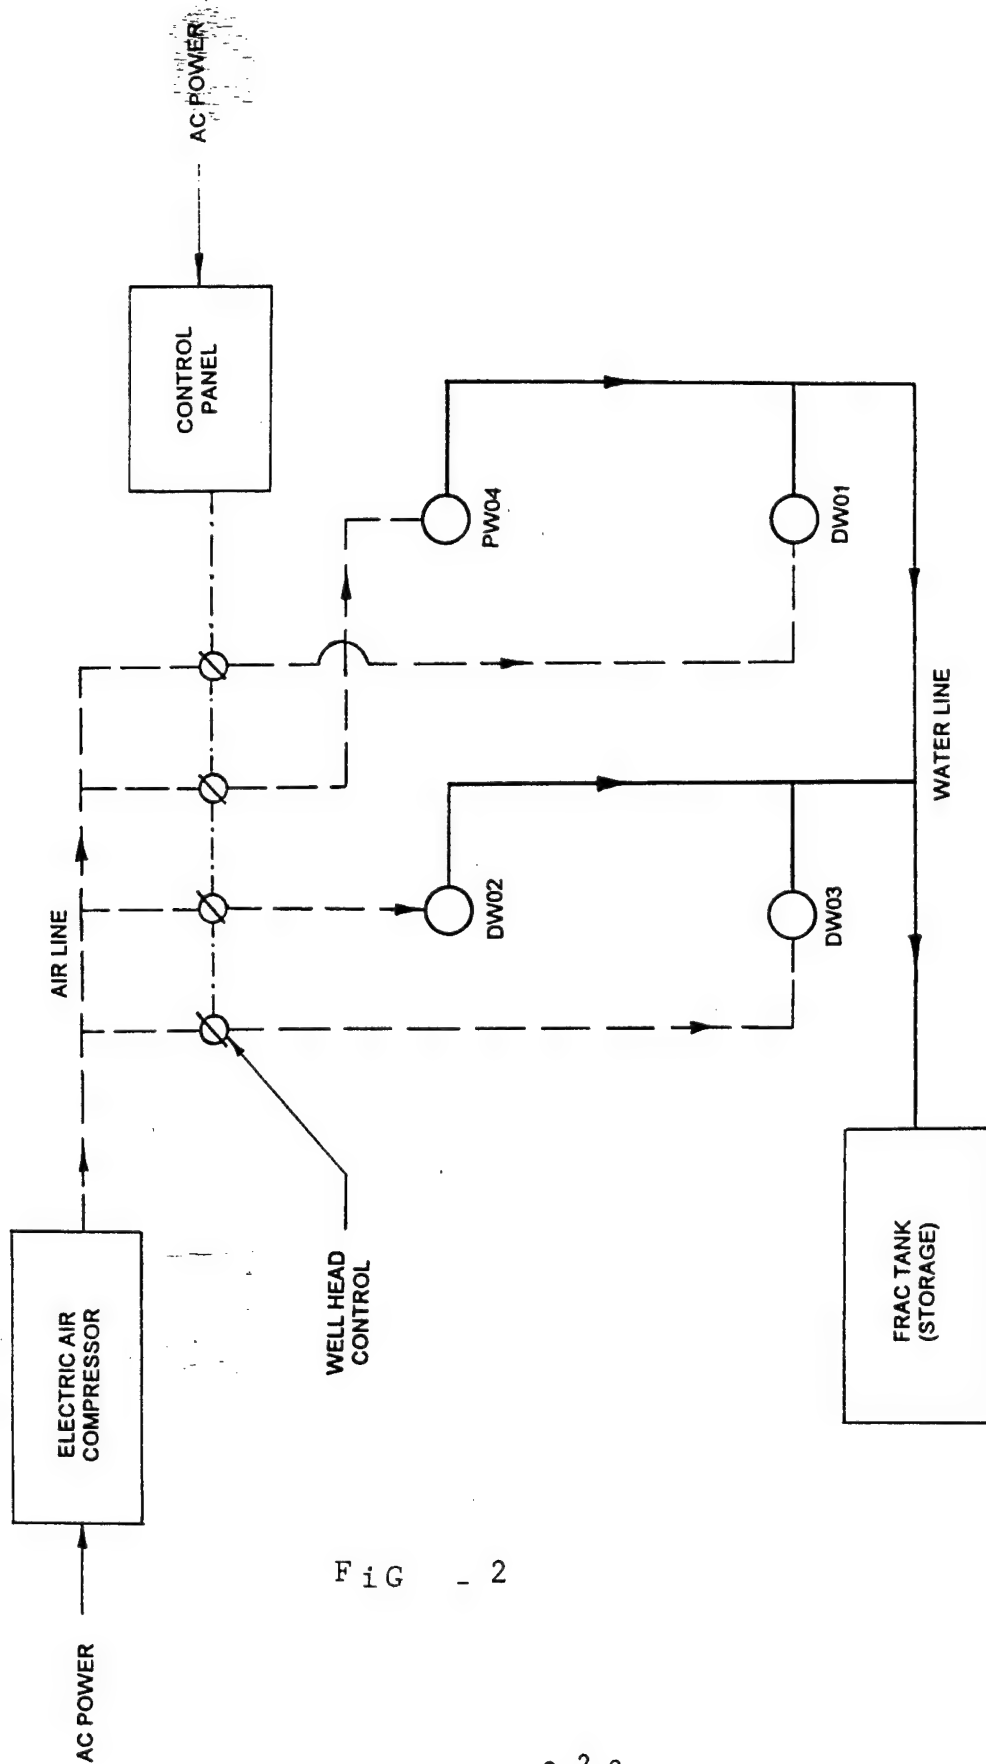 AC POWER
ELECTRIC AIR
COMPRESSOR
AIR LINE
CONTROL
PANEL
AC POWER
WELL HEAD
CONTROL
DW02
PW04
DW03
DW01
WATER LINE
FRAC TANK
(STORAGE)
FiG - 2